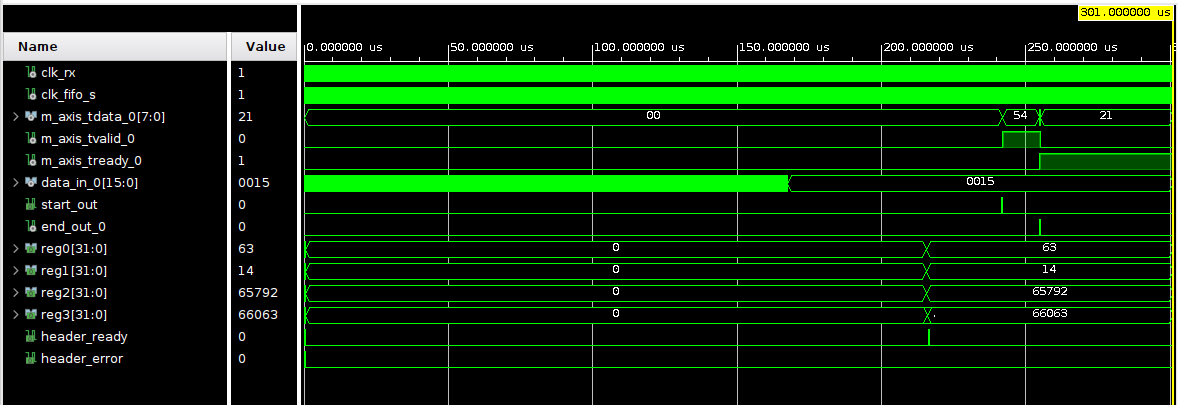 301.000000 us
Name Value 0.000000 us 50.000000 us 100.000000 us 150.000000 us 200.000000 us 250.000000 us
clk_rx 1
clk_fifo_s 1
m_axis_tdata_0[7:0] 21 00 54 21
m_axis_tvalid_0 0
m_axis_tready_0 1
data_in_0[15:0] 0015 0015
start_out 0
end_out_0 0
reg0[31:0] 63 0 63
reg1[31:0] 14 0 14
reg2[31:0] 65792 0 65792
reg3[31:0] 66063 0 . 66063
header_ready 0
header_error 0